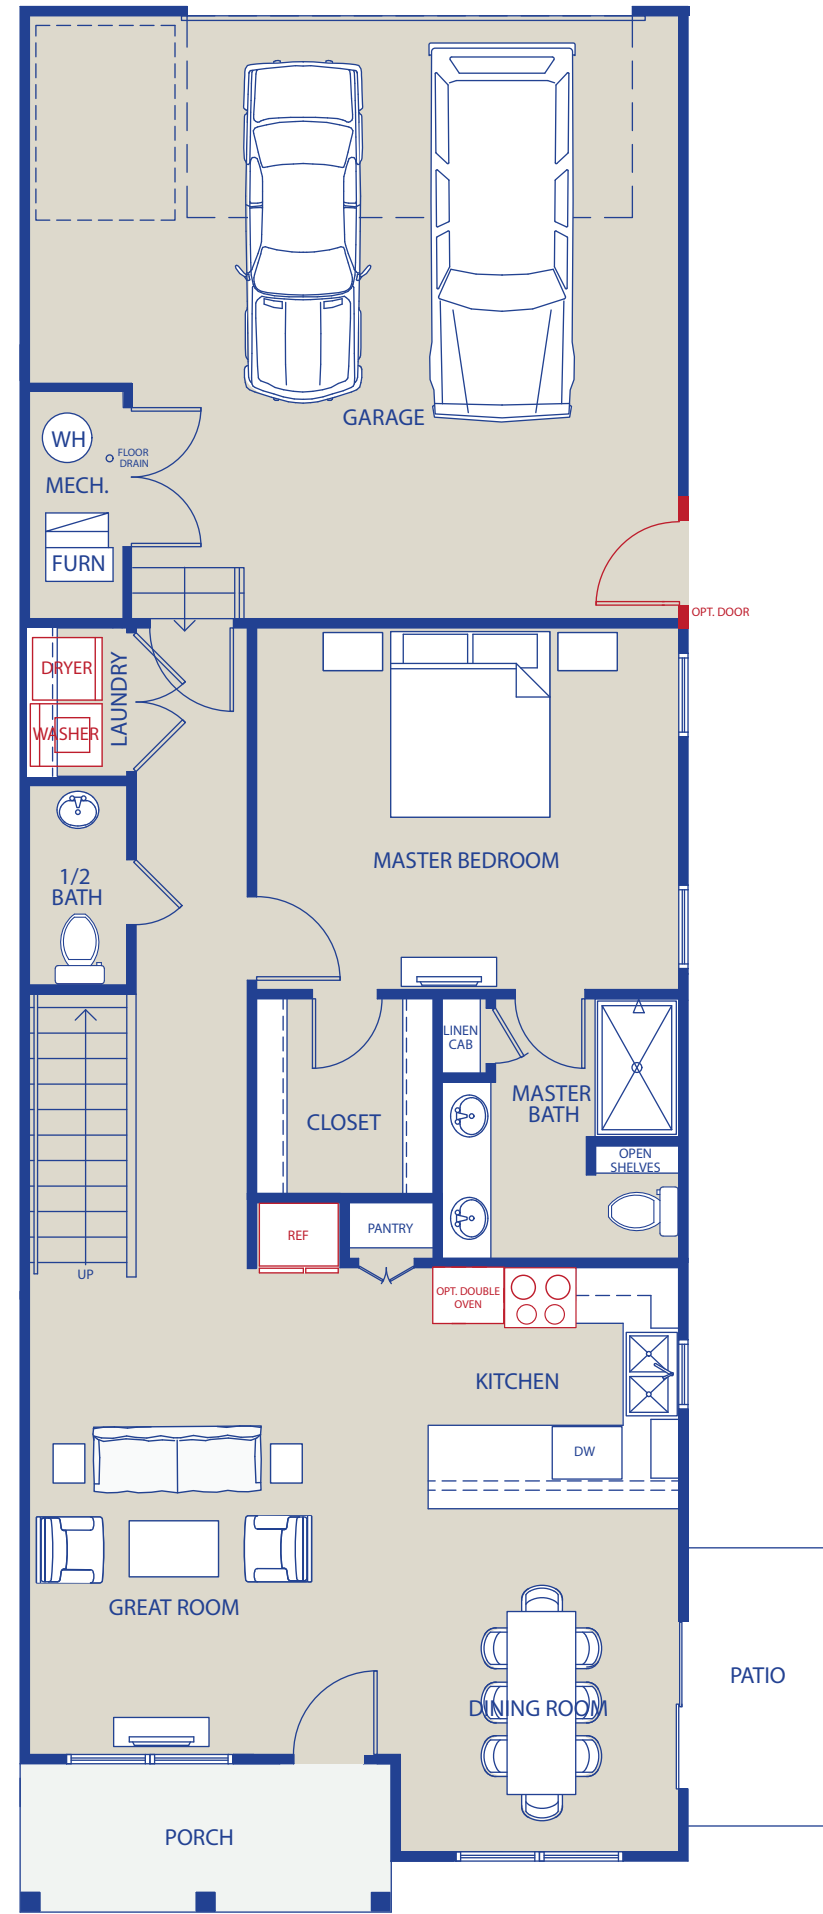 GARAGE
WH
FLOOR
DRAIN
MECH.
FURN
OPT. DOOR
DRYER
LAUNDRY
WASHER
MASTER BEDROOM
1/2
BATH
LINEN
CAB
MASTER
BATH
CLOSET
OPEN
SHELVES
REF
PANTRY
UP
OPT. DOUBLE
OVEN
KITCHEN
DW
GREAT ROOM
PATIO
DINING ROOM
PORCH